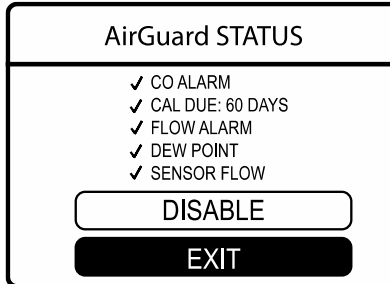 AirGuard STATUS
✓ CO ALARM
✓ CAL DUE: 60 DAYS
✓ FLOW ALARM
✓ DEW POINT
✓ SENSOR FLOW
DISABLE
EXIT